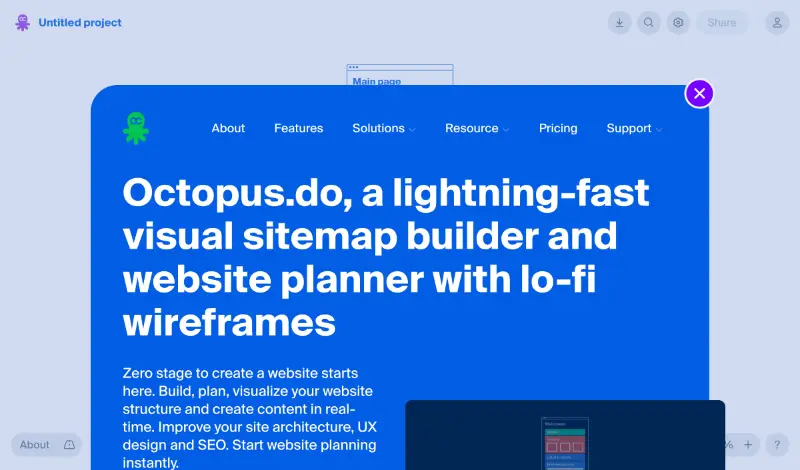 Untitled project
Share
Main page
About Features Solutions Resource Pricing Support
Octopus.do, a lightning-fast
visual sitemap builder and
website planner with lo-fi
wireframes
Zero stage to create a website starts
here. Build, plan, visualize your website
structure and create content in real-
time. Improve your site architecture, UX
design and SEO. Start website planning
instantly.
About
% + ?